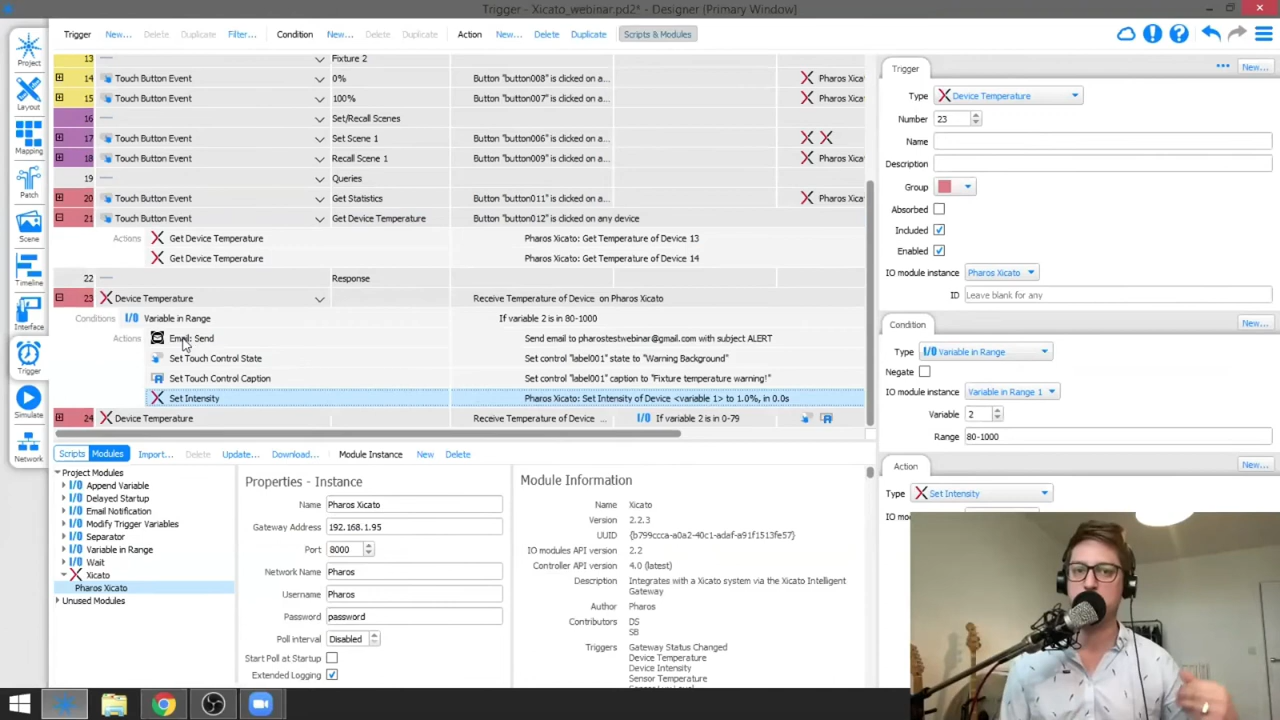 Trigger - Xicato_webinar.pd2* - Designer (Primary Window)
Trigger New... Delete Duplicate Filter... Condition New... Delete Duplicate Action New... Delete Duplicate Scripts & Modules
Project
Layout
Mapping
Patch
Scene
Timeline
Interface
Trigger
Simulate
Network
13 Fixture 2
14 Touch Button Event 0% Button "button008" is clicked on a... Pharos Xica
15 Touch Button Event 100% Button "button007" is clicked on a... Pharos Xica
16 Set/Recall Scenes
17 Touch Button Event Set Scene 1 Button "button006" is clicked on a...
18 Touch Button Event Recall Scene 1 Button "button009" is clicked on a... Pharos Xica
19 Queries
20 Touch Button Event Get Statistics Button "button011" is clicked on a... Pharos Xica
21 Touch Button Event Get Device Temperature Button "button012" is clicked on any device
Actions Get Device Temperature Pharos Xicato: Get Temperature of Device 13
Get Device Temperature Pharos Xicato: Get Temperature of Device 14
22 Response
23 Device Temperature Receive Temperature of Device on Pharos Xicato
Conditions I/O Variable in Range If variable 2 is in 80-1000
Actions Email: Send Send email to pharostestwebinar@gmail.com with subject ALERT
Set Touch Control State Set control "label001" state to "Warning Background"
Set Touch Control Caption Set control "label001" caption to "Fixture temperature warning!"
Set Intensity Pharos Xicato: Set Intensity of Device <variable 1> to 1.0%, in 0.0s
24 Device Temperature Receive Temperature of Device ... I/O If variable 2 is in 0-79
Trigger ••• New...
Type Device Temperature
Number 23
Name
Description
Group
Absorbed
Included
Enabled
IO module instance Pharos Xicato
ID Leave blank for any
Condition New...
Type I/O Variable in Range
Negate
IO module instance Variable in Range 1
Variable 2
Range 80-1000
Action New...
Type Set Intensity
IO mo
Scripts Modules Import... Delete Update... Download... Module Instance New Delete
Project Modules
I/O Append Variable
I/O Delayed Startup
I/O Email Notification
I/O Modify Trigger Variables
I/O Separator
I/O Variable in Range
I/O Wait
Xicato
Pharos Xicato
Unused Modules
Properties - Instance
Name Pharos Xicato
Gateway Address 192.168.1.95
Port 8000
Network Name Pharos
Username Pharos
Password password
Poll interval Disabled
Start Poll at Startup
Extended Logging
Module Information
Name Xicato
Version 2.2.3
UUID {b799ccca-a0a2-40c1-adaf-a91f1513fe57}
IO modules API version 2.2
Controller API version 4.0 (latest)
Description Integrates with a Xicato system via the Xicato Intelligent
Gateway
Author Pharos
Contributors DS
SB
Triggers Gateway Status Changed
Device Temperature
Device Intensity
Sensor Temperature